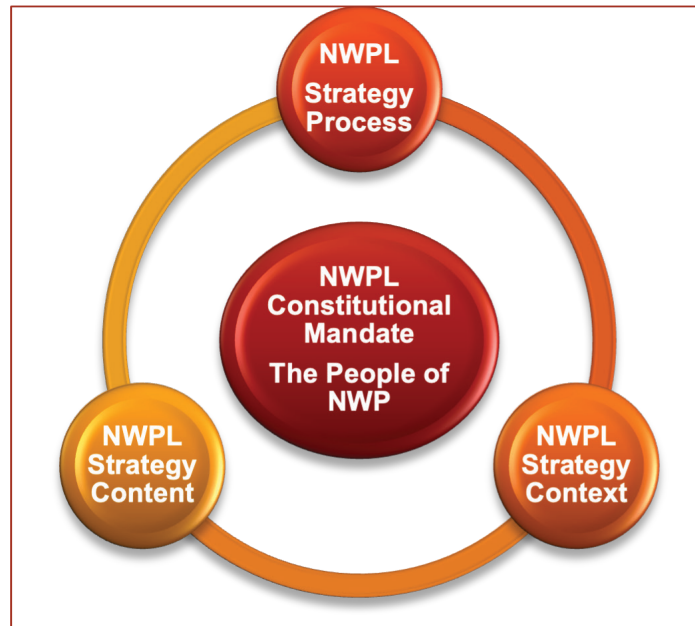 NWPL
Strategy
Process
NWPL
Constitutional
Mandate
The People of
NWP
NWPL
Strategy
Content
NWPL
Strategy
Context